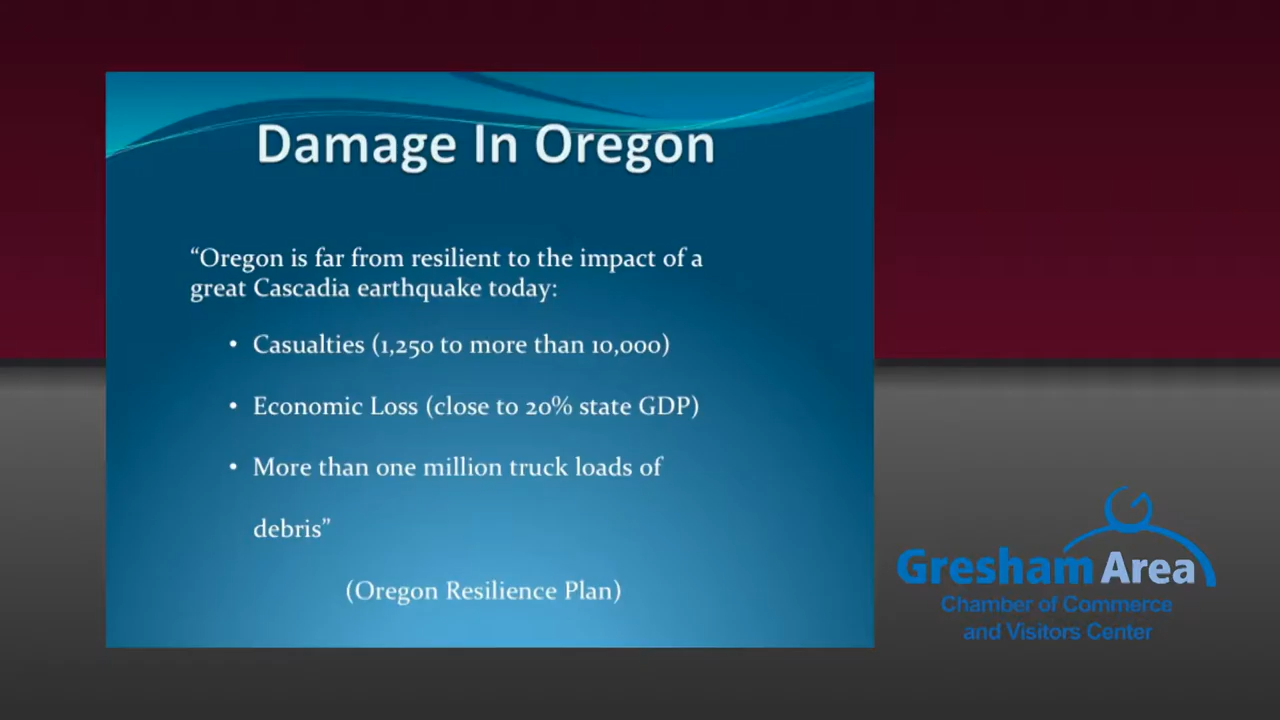 Damage In Oregon
“Oregon is far from resilient to the impact of a
great Cascadia earthquake today:
• Casualties (1,250 to more than 10,000)
• Economic Loss (close to 20% state GDP)
• More than one million truck loads of
debris”
(Oregon Resilience Plan)
Gresham Area
Chamber of Commerce
and Visitors Center